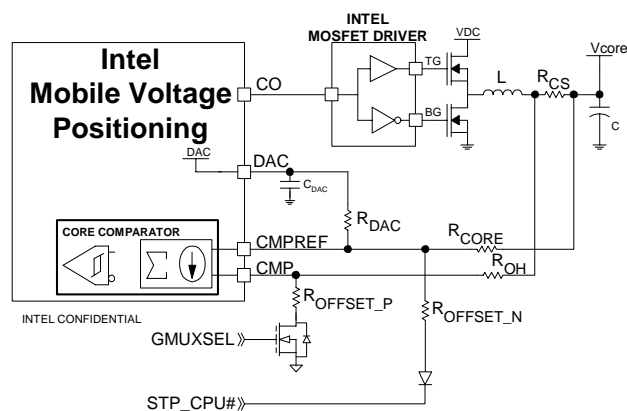 INTEL
MOSFET DRIVER
VDC
Intel
Mobile Voltage
Positioning
CO
TG
BG
L
RCS
Vcore
C
DAC
DAC
CDAC
RDAC
CORE COMPARATOR
CMPREF
CMP
RCORE
ROH
ROFFSET_P
ROFFSET_N
INTEL CONFIDENTIAL
GMUXSEL
STP_CPU#